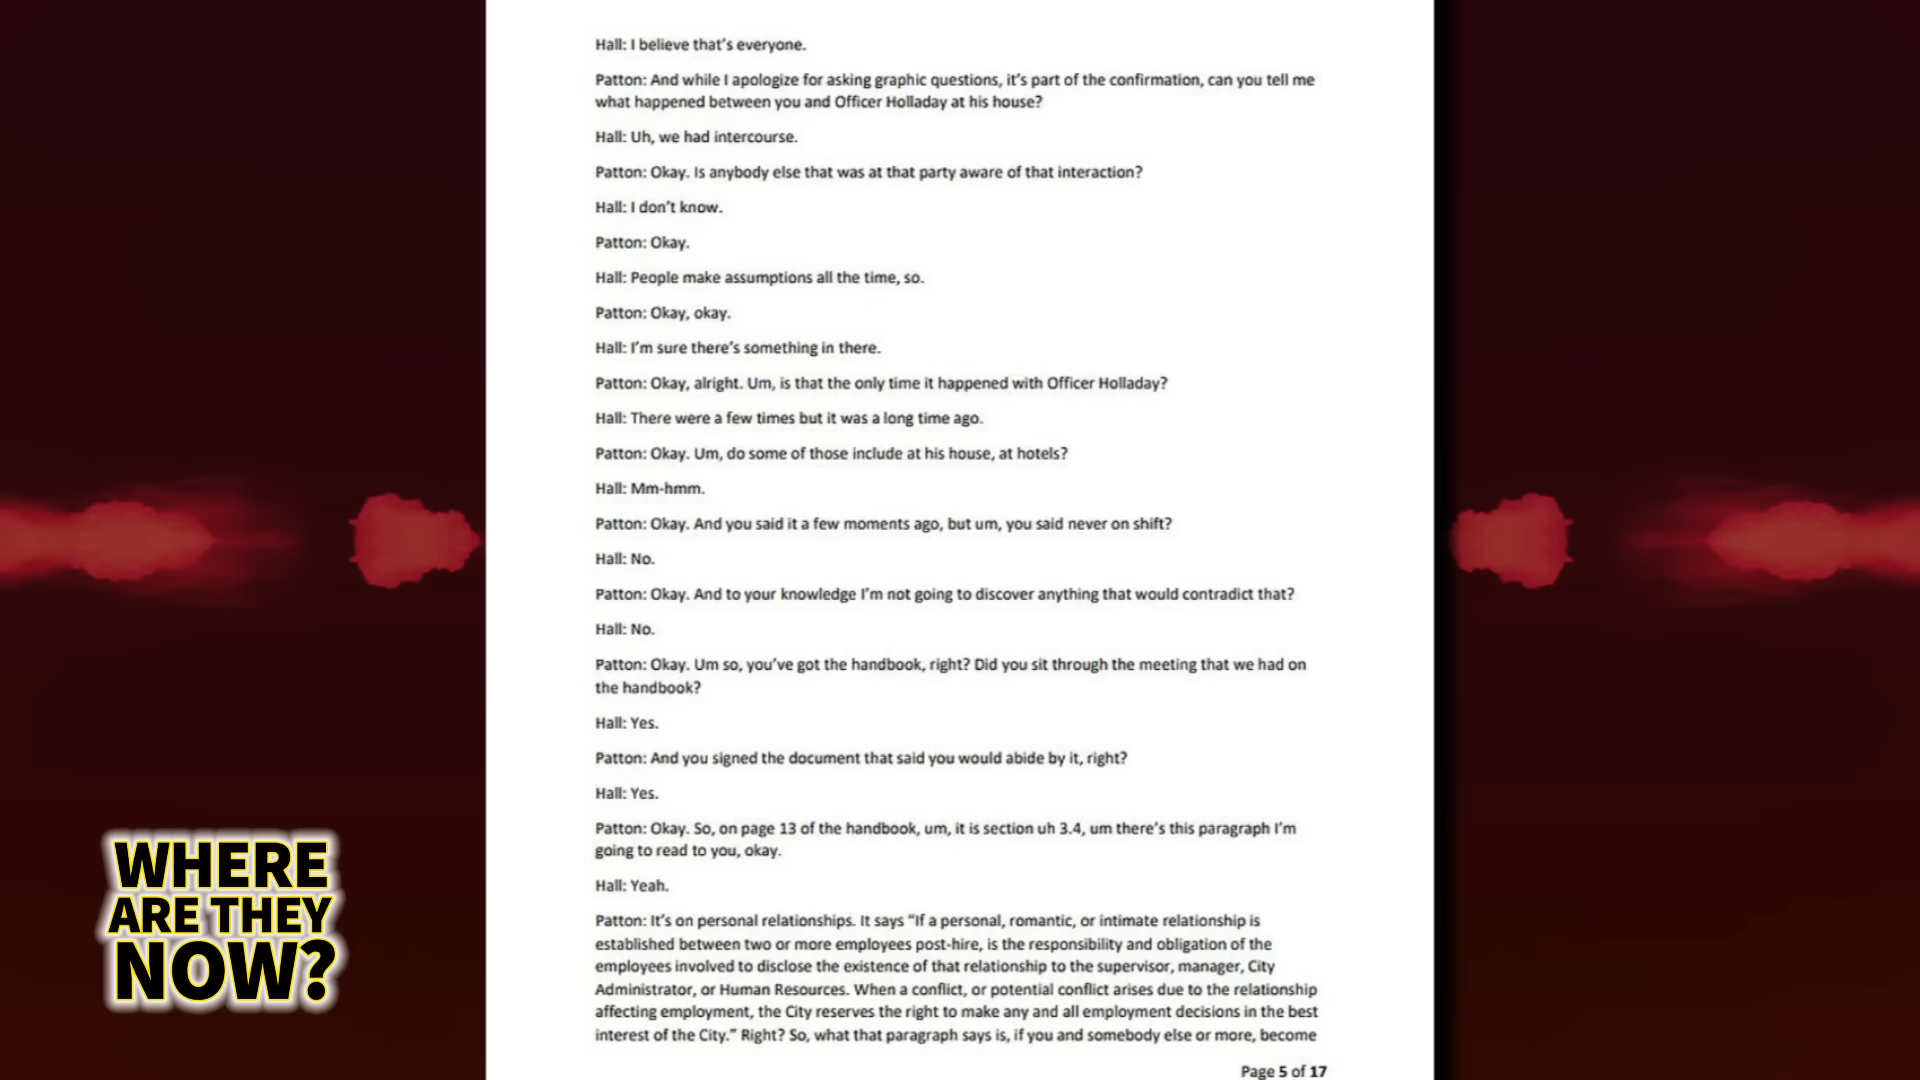 Hall: I believe that's everyone.
Patton: And while I apologize for asking graphic questions, it's part of the confirmation, can you tell me
what happened between you and Officer Holladay at his house?
Hall: Uh, we had intercourse.
Patton: Okay. Is anybody else that was at that party aware of that interaction?
Hall: I don't know.
Patton: Okay.
Hall: People make assumptions all the time, so.
Patton: Okay, okay.
Hall: I'm sure there's something in there.
Patton: Okay, alright. Um, is that the only time it happened with Officer Holladay?
Hall: There were a few times but it was a long time ago.
Patton: Okay. Um, do some of those include at his house, at hotels?
Hall: Mm-hmm.
Patton: Okay. And you said it a few moments ago, but um, you said never on shift?
Hall: No.
Patton: Okay. And to your knowledge I'm not going to discover anything that would contradict that?
Hall: No.
Patton: Okay. Um so, you've got the handbook, right? Did you sit through the meeting that we had on
the handbook?
Hall: Yes.
Patton: And you signed the document that said you would abide by it, right?
Hall: Yes.
Patton: Okay. So, on page 13 of the handbook, um, it is section uh 3.4, um there's this paragraph I'm
going to read to you, okay.
Hall: Yeah.
Patton: It's on personal relationships. It says "If a personal, romantic, or intimate relationship is
established between two or more employees post-hire, is the responsibility and obligation of the
employees involved to disclose the existence of that relationship to the supervisor, manager, City
Administrator, or Human Resources. When a conflict, or potential conflict arises due to the relationship
affecting employment, the City reserves the right to make any and all employment decisions in the best
interest of the City." Right? So, what that paragraph says is, if you and somebody else or more, become
Page 5 of 17
WHERE
ARE THEY
NOW?